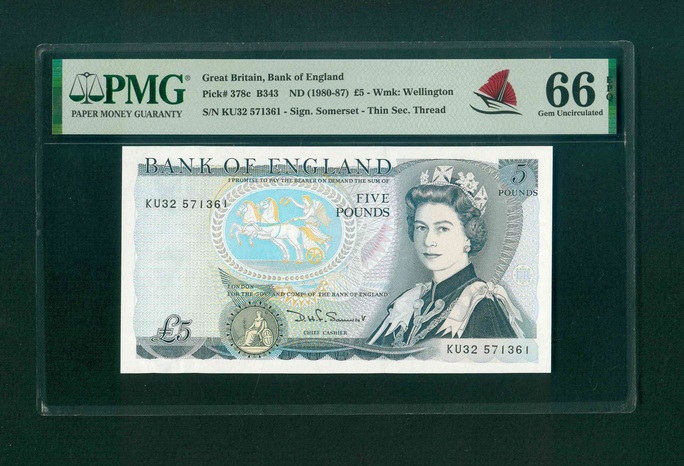 PMG®
PAPER MONEY GUARANTY
Great Britain, Bank of England
Pick# 378c B343 ND (1980-87) £5 - Wmk: Wellington
S/N KU32 571361 - Sign. Somerset - Thin Sec. Thread
66 EPQ
Gem Uncirculated
BANK OF ENGLAND
I PROMISE TO PAY THE BEARER ON DEMAND THE SUM OF
5
POUNDS
KU32 571361
FIVE
POUNDS
LONDON
FOR THE GOVR AND COMPA OF THE BANK OF ENGLAND
D.H.F. Somerset
CHIEF CASHIER
£5
KU32 571361